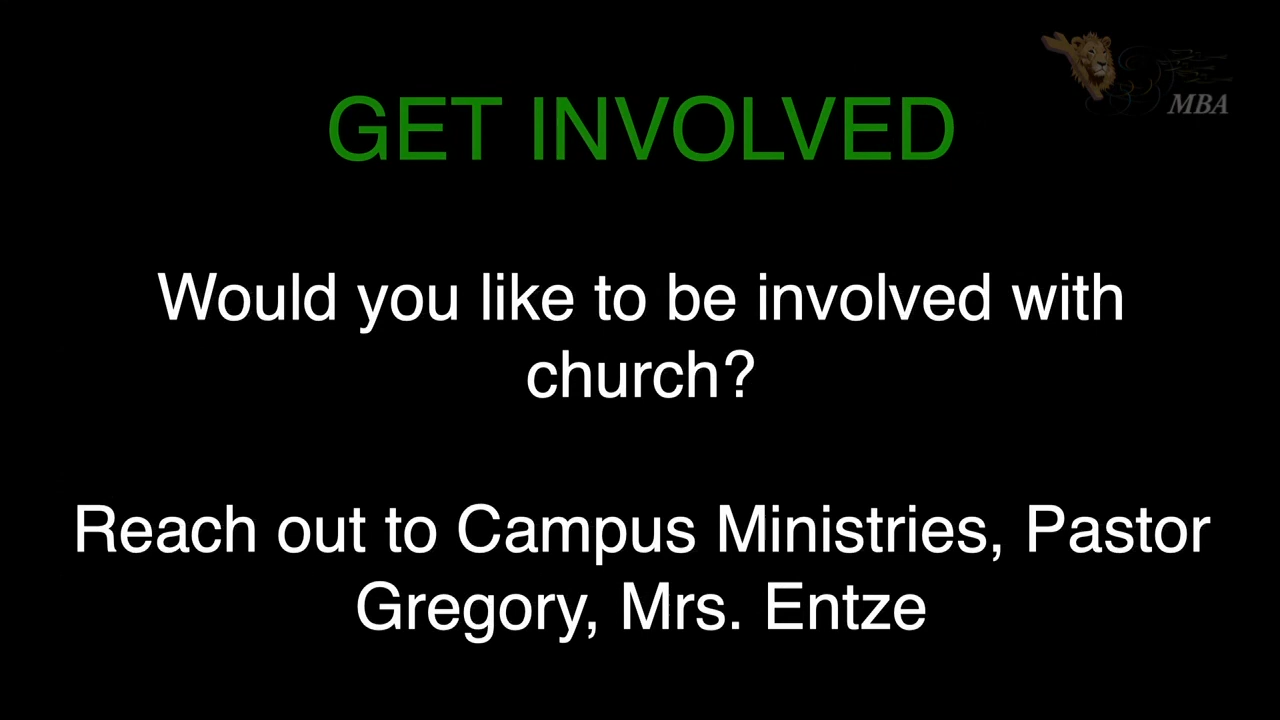 MBA
GET INVOLVED
Would you like to be involved with
church?
Reach out to Campus Ministries, Pastor
Gregory, Mrs. Entze